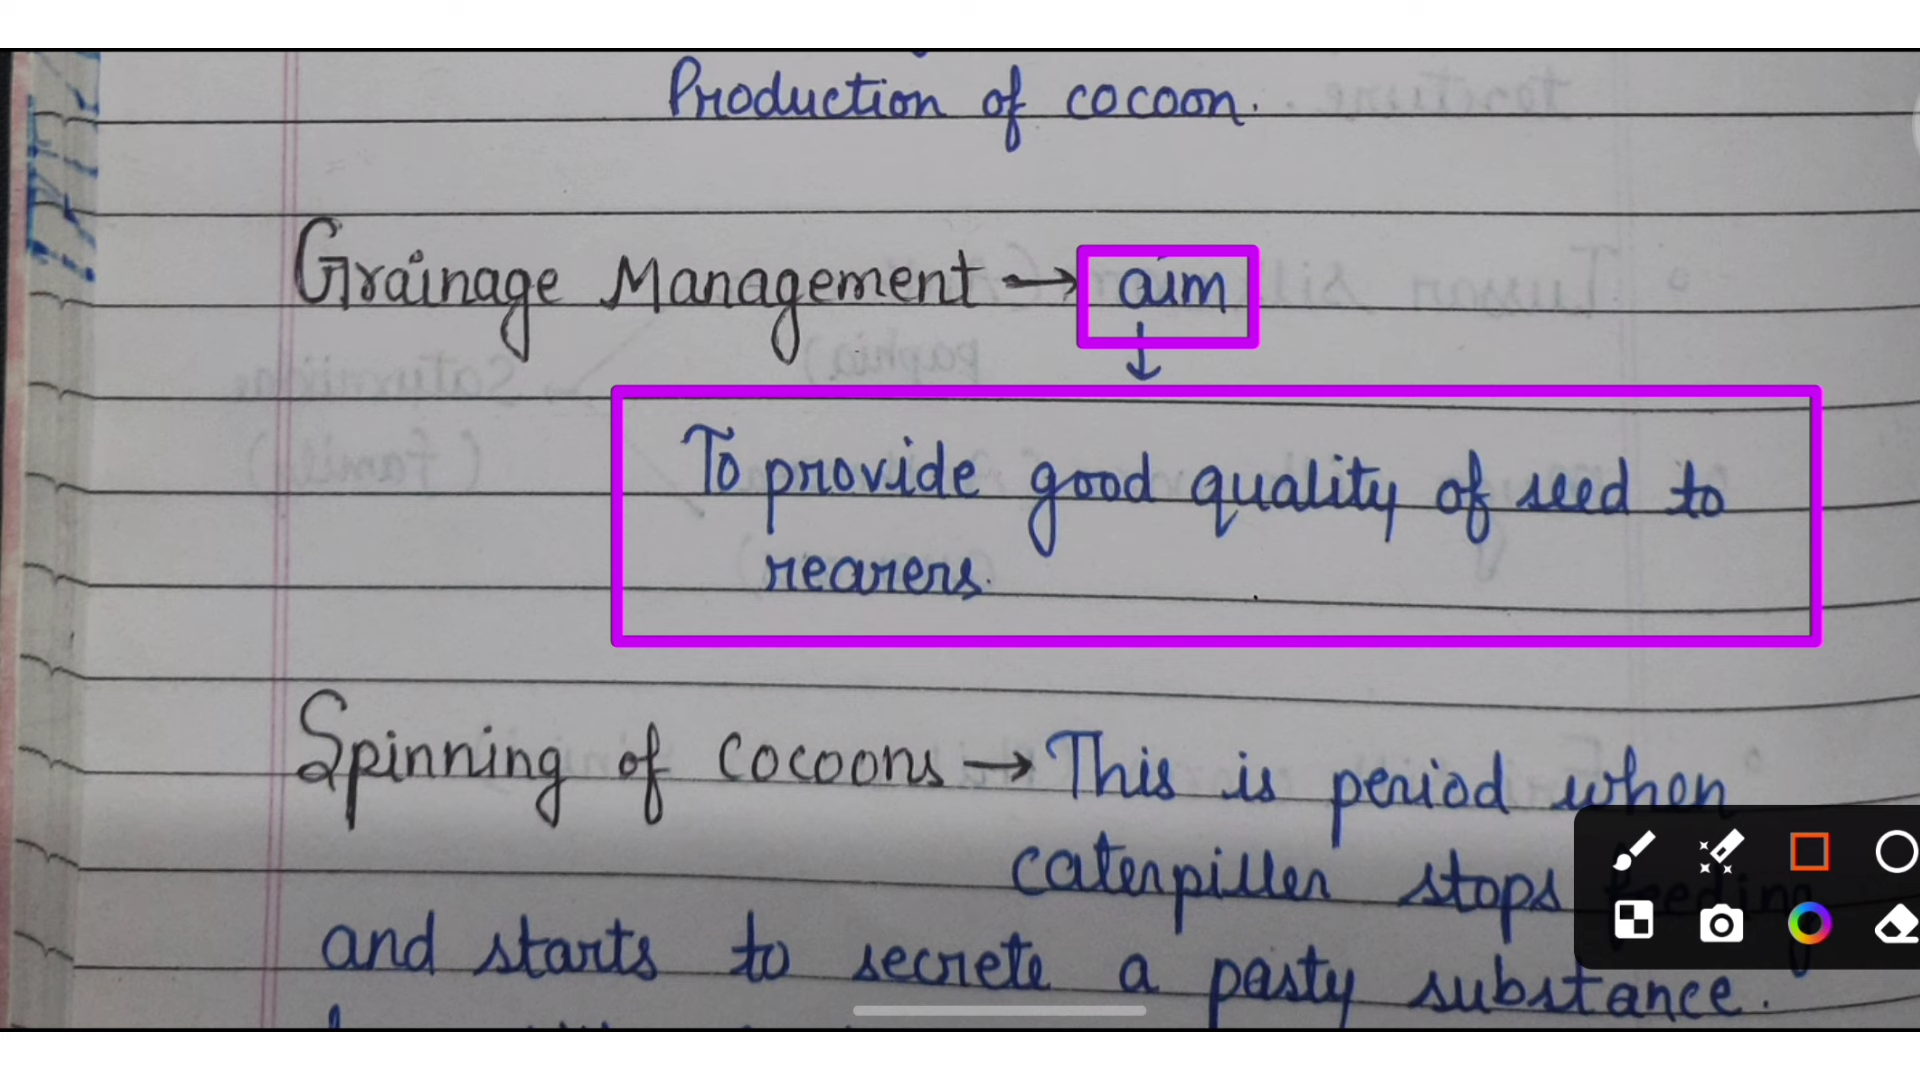 Production of cocoon.
Grainage Management → aim
↓
To provide good quality of seed to
rearers.
Spinning of cocoons → This is period when
caterpiller stops feeding
and starts to secrete a pasty substance.